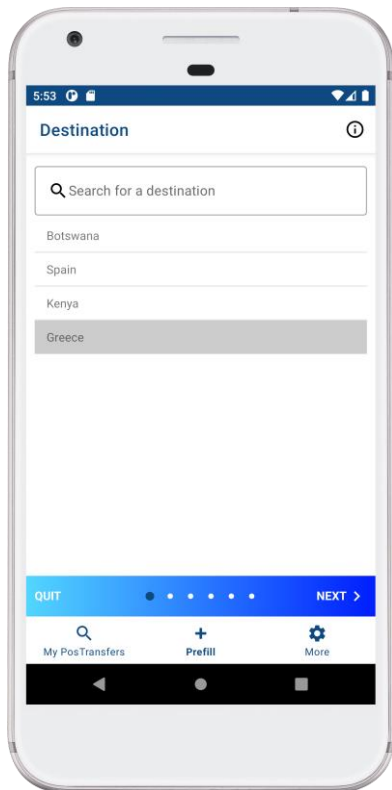 5:53
Destination
Search for a destination
Botswana
Spain
Kenya
Greece
QUIT
NEXT >
My PosTransfers
Prefill
More